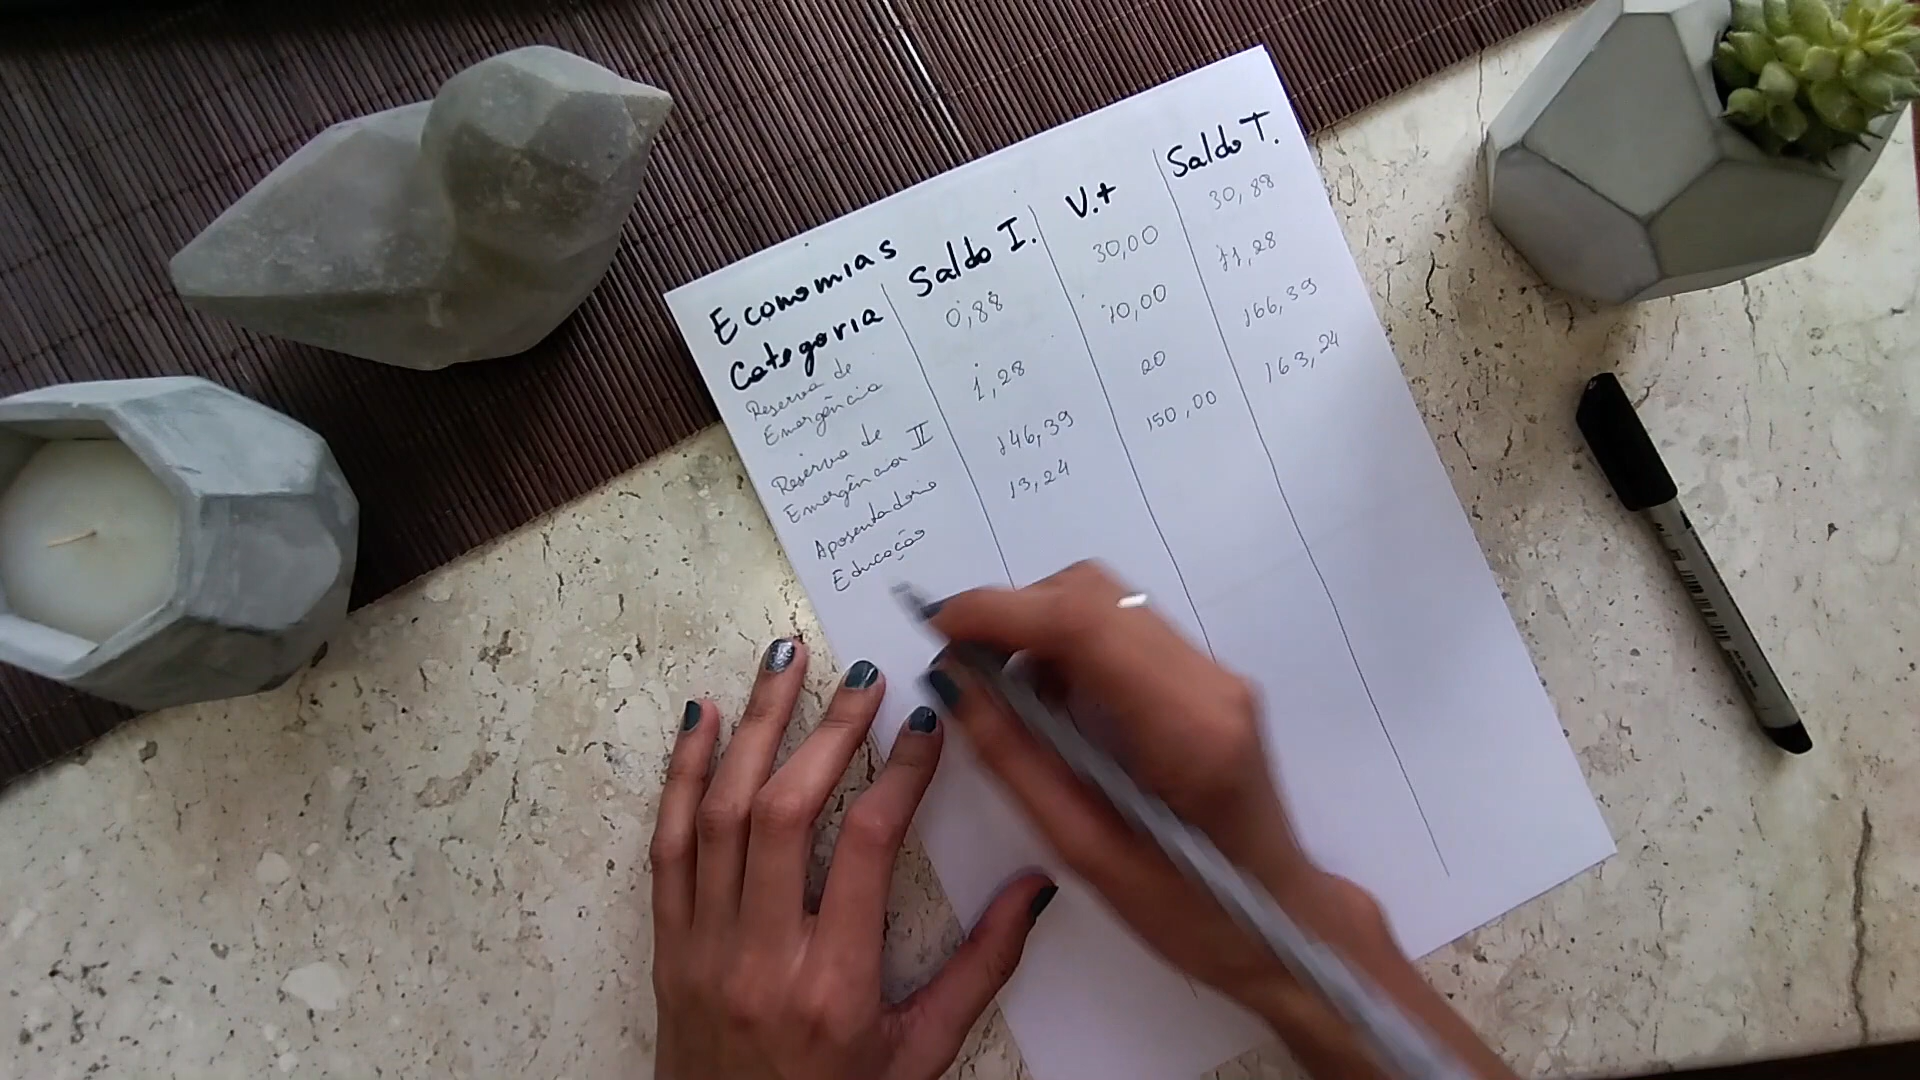 Economias
Categoria Saldo I. V.+ Saldo T.
Reserva de
Emergência 0,88 30,00 30,88
Reserva de
Emergência II 1,28 10,00 11,28
Aposentadoria 146,39 20 166,39
Educação 13,24 150,00 163,24